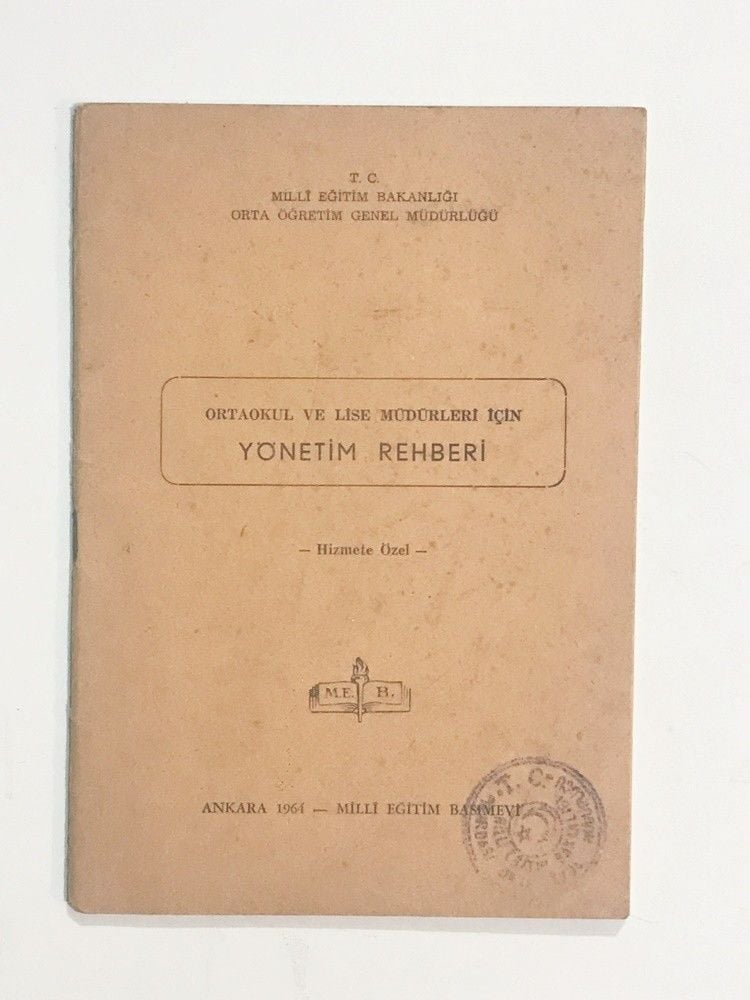 T. C.
MİLLÎ EĞİTİM BAKANLIĞI
ORTA ÖĞRETİM GENEL MÜDÜRLÜĞÜ
ORTAOKUL VE LİSE MÜDÜRLERİ İÇİN
YÖNETİM REHBERİ
— Hizmete Özel —
M.E. B.
ANKARA 1964 — MİLLÎ EĞİTİM BASIMEVİ
T. C.